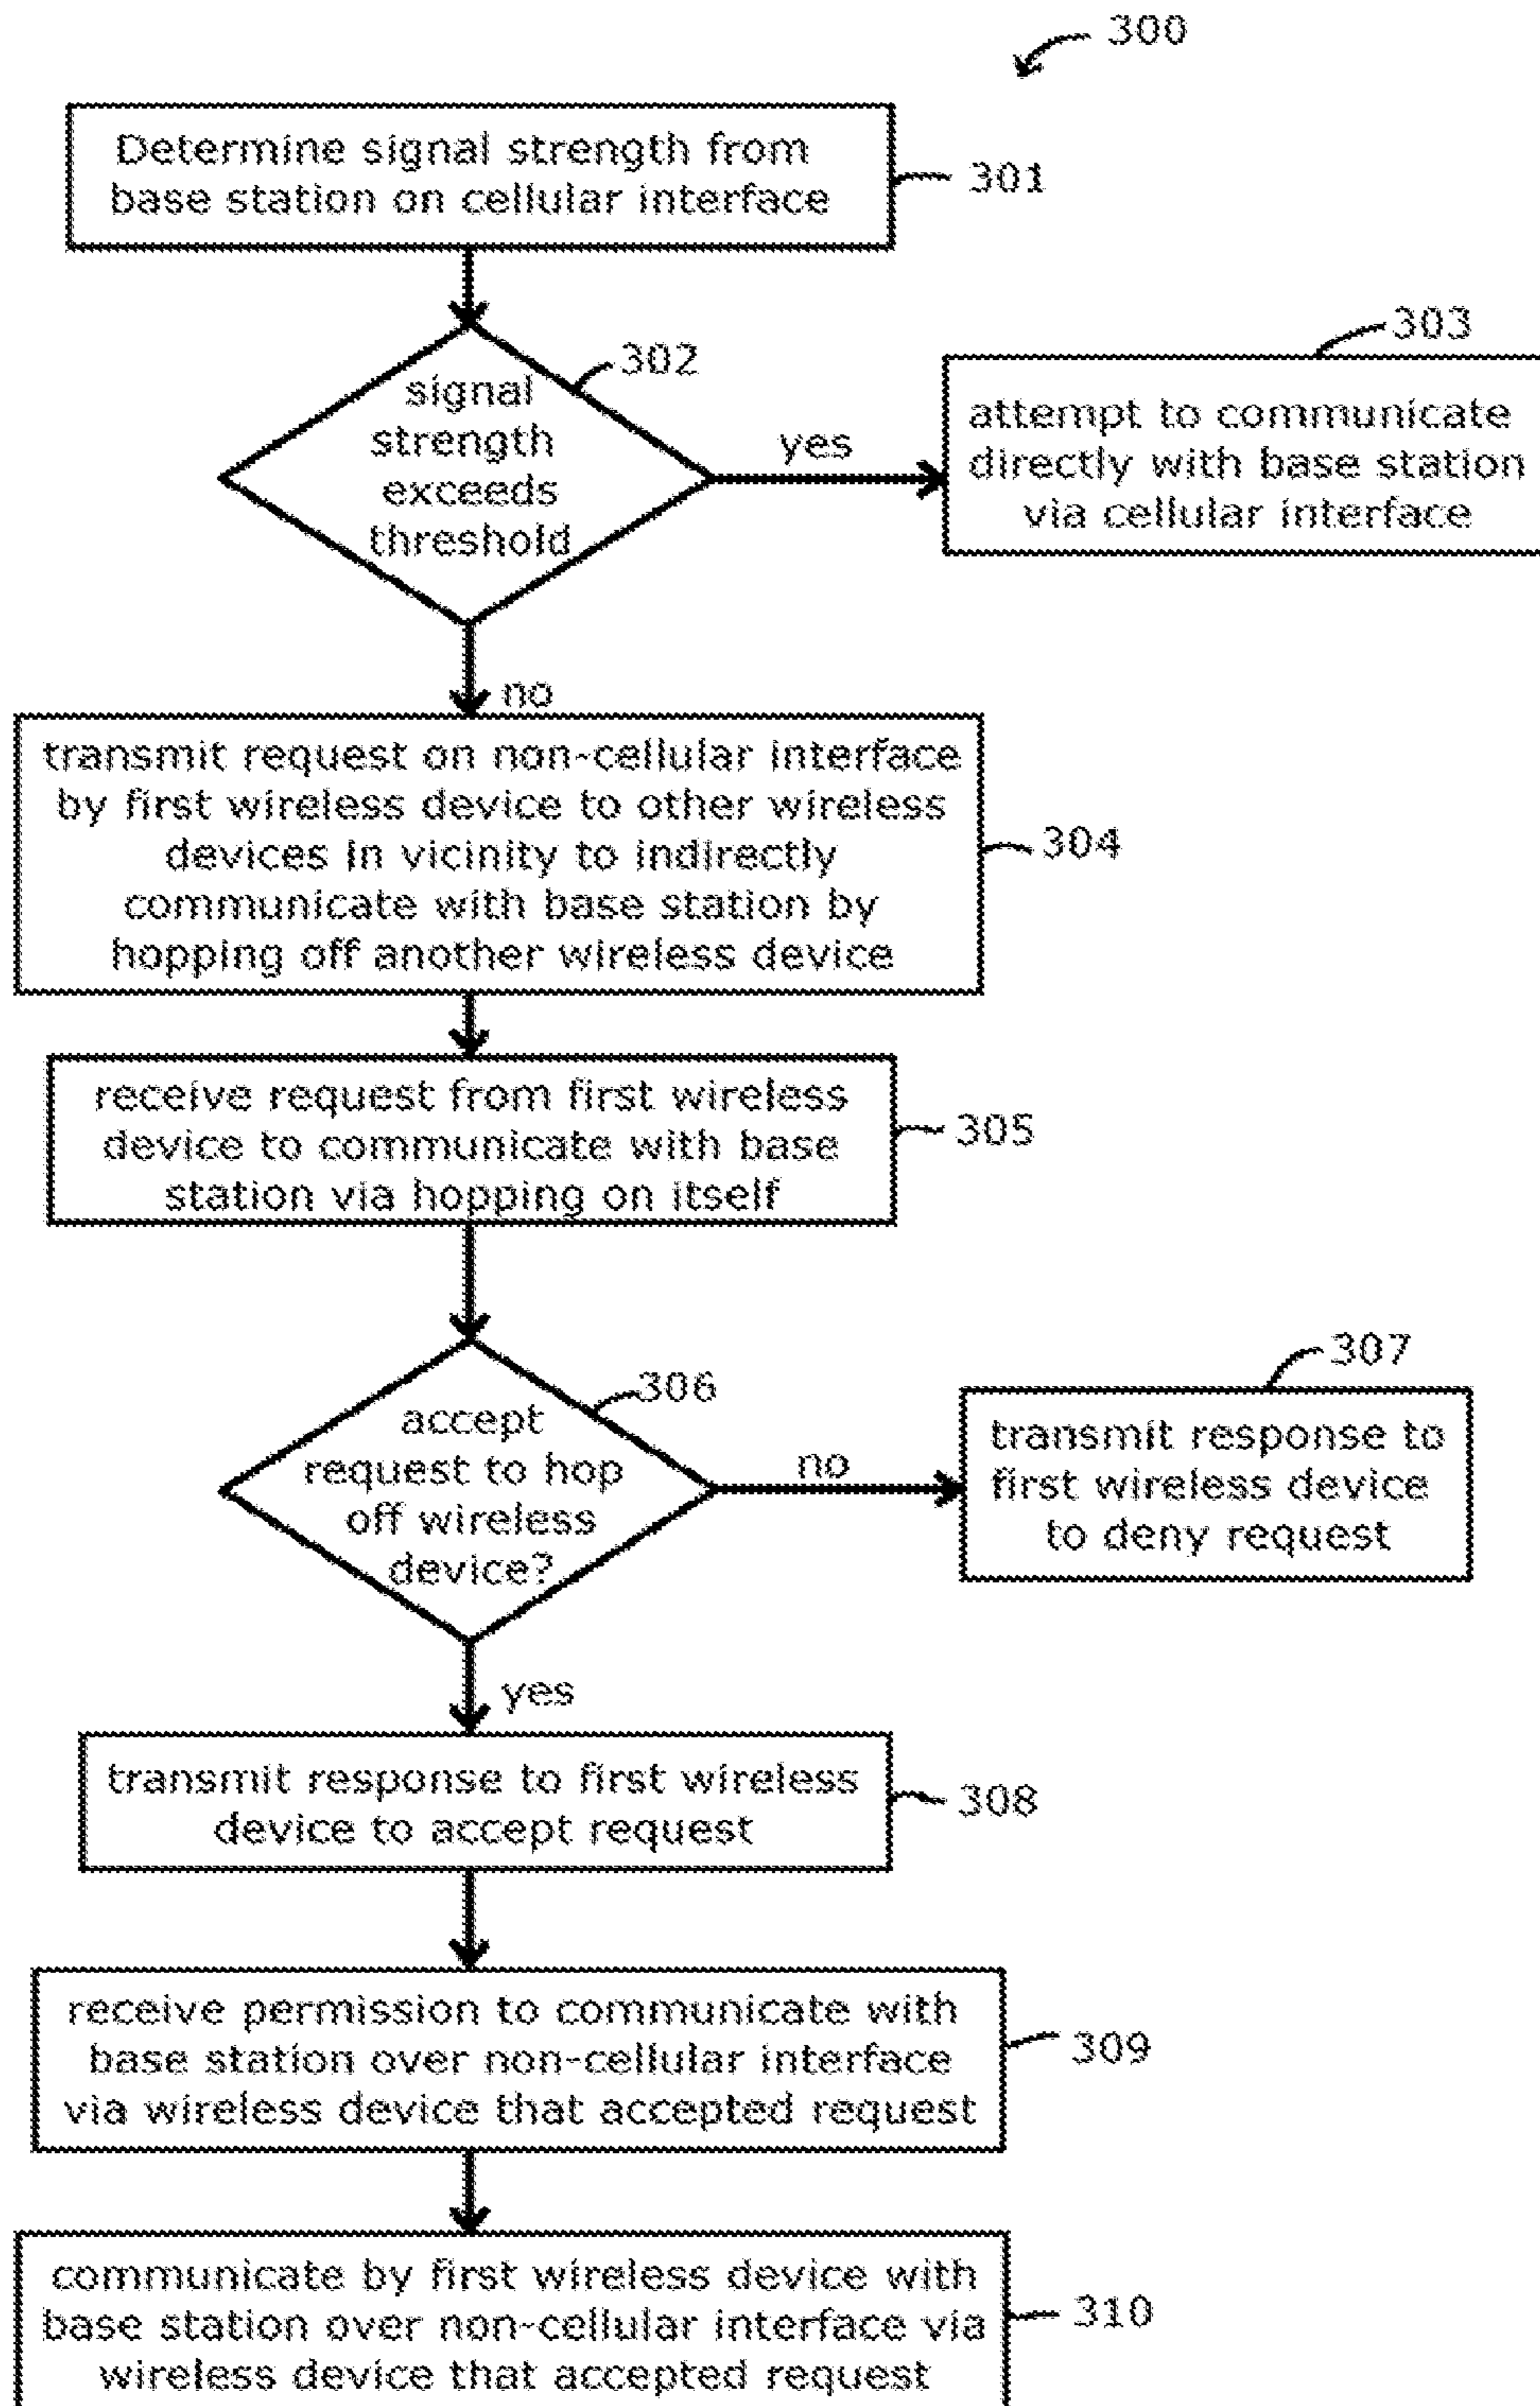 300
Determine signal strength from
base station on cellular interface
301
302
signal
strength
exceeds
threshold
yes
303
attempt to communicate
directly with base station
via cellular interface
no
transmit request on non-cellular interface
by first wireless device to other wireless
devices in vicinity to indirectly
communicate with base station by
hopping off another wireless device
304
receive request from first wireless
device to communicate with base
station via hopping on itself
305
306
accept
request to hop
off wireless
device?
no
307
transmit response to
first wireless device
to deny request
yes
transmit response to first wireless
device to accept request
308
receive permission to communicate with
base station over non-cellular interface
via wireless device that accepted request
309
communicate by first wireless device with
base station over non-cellular interface via
wireless device that accepted request
310